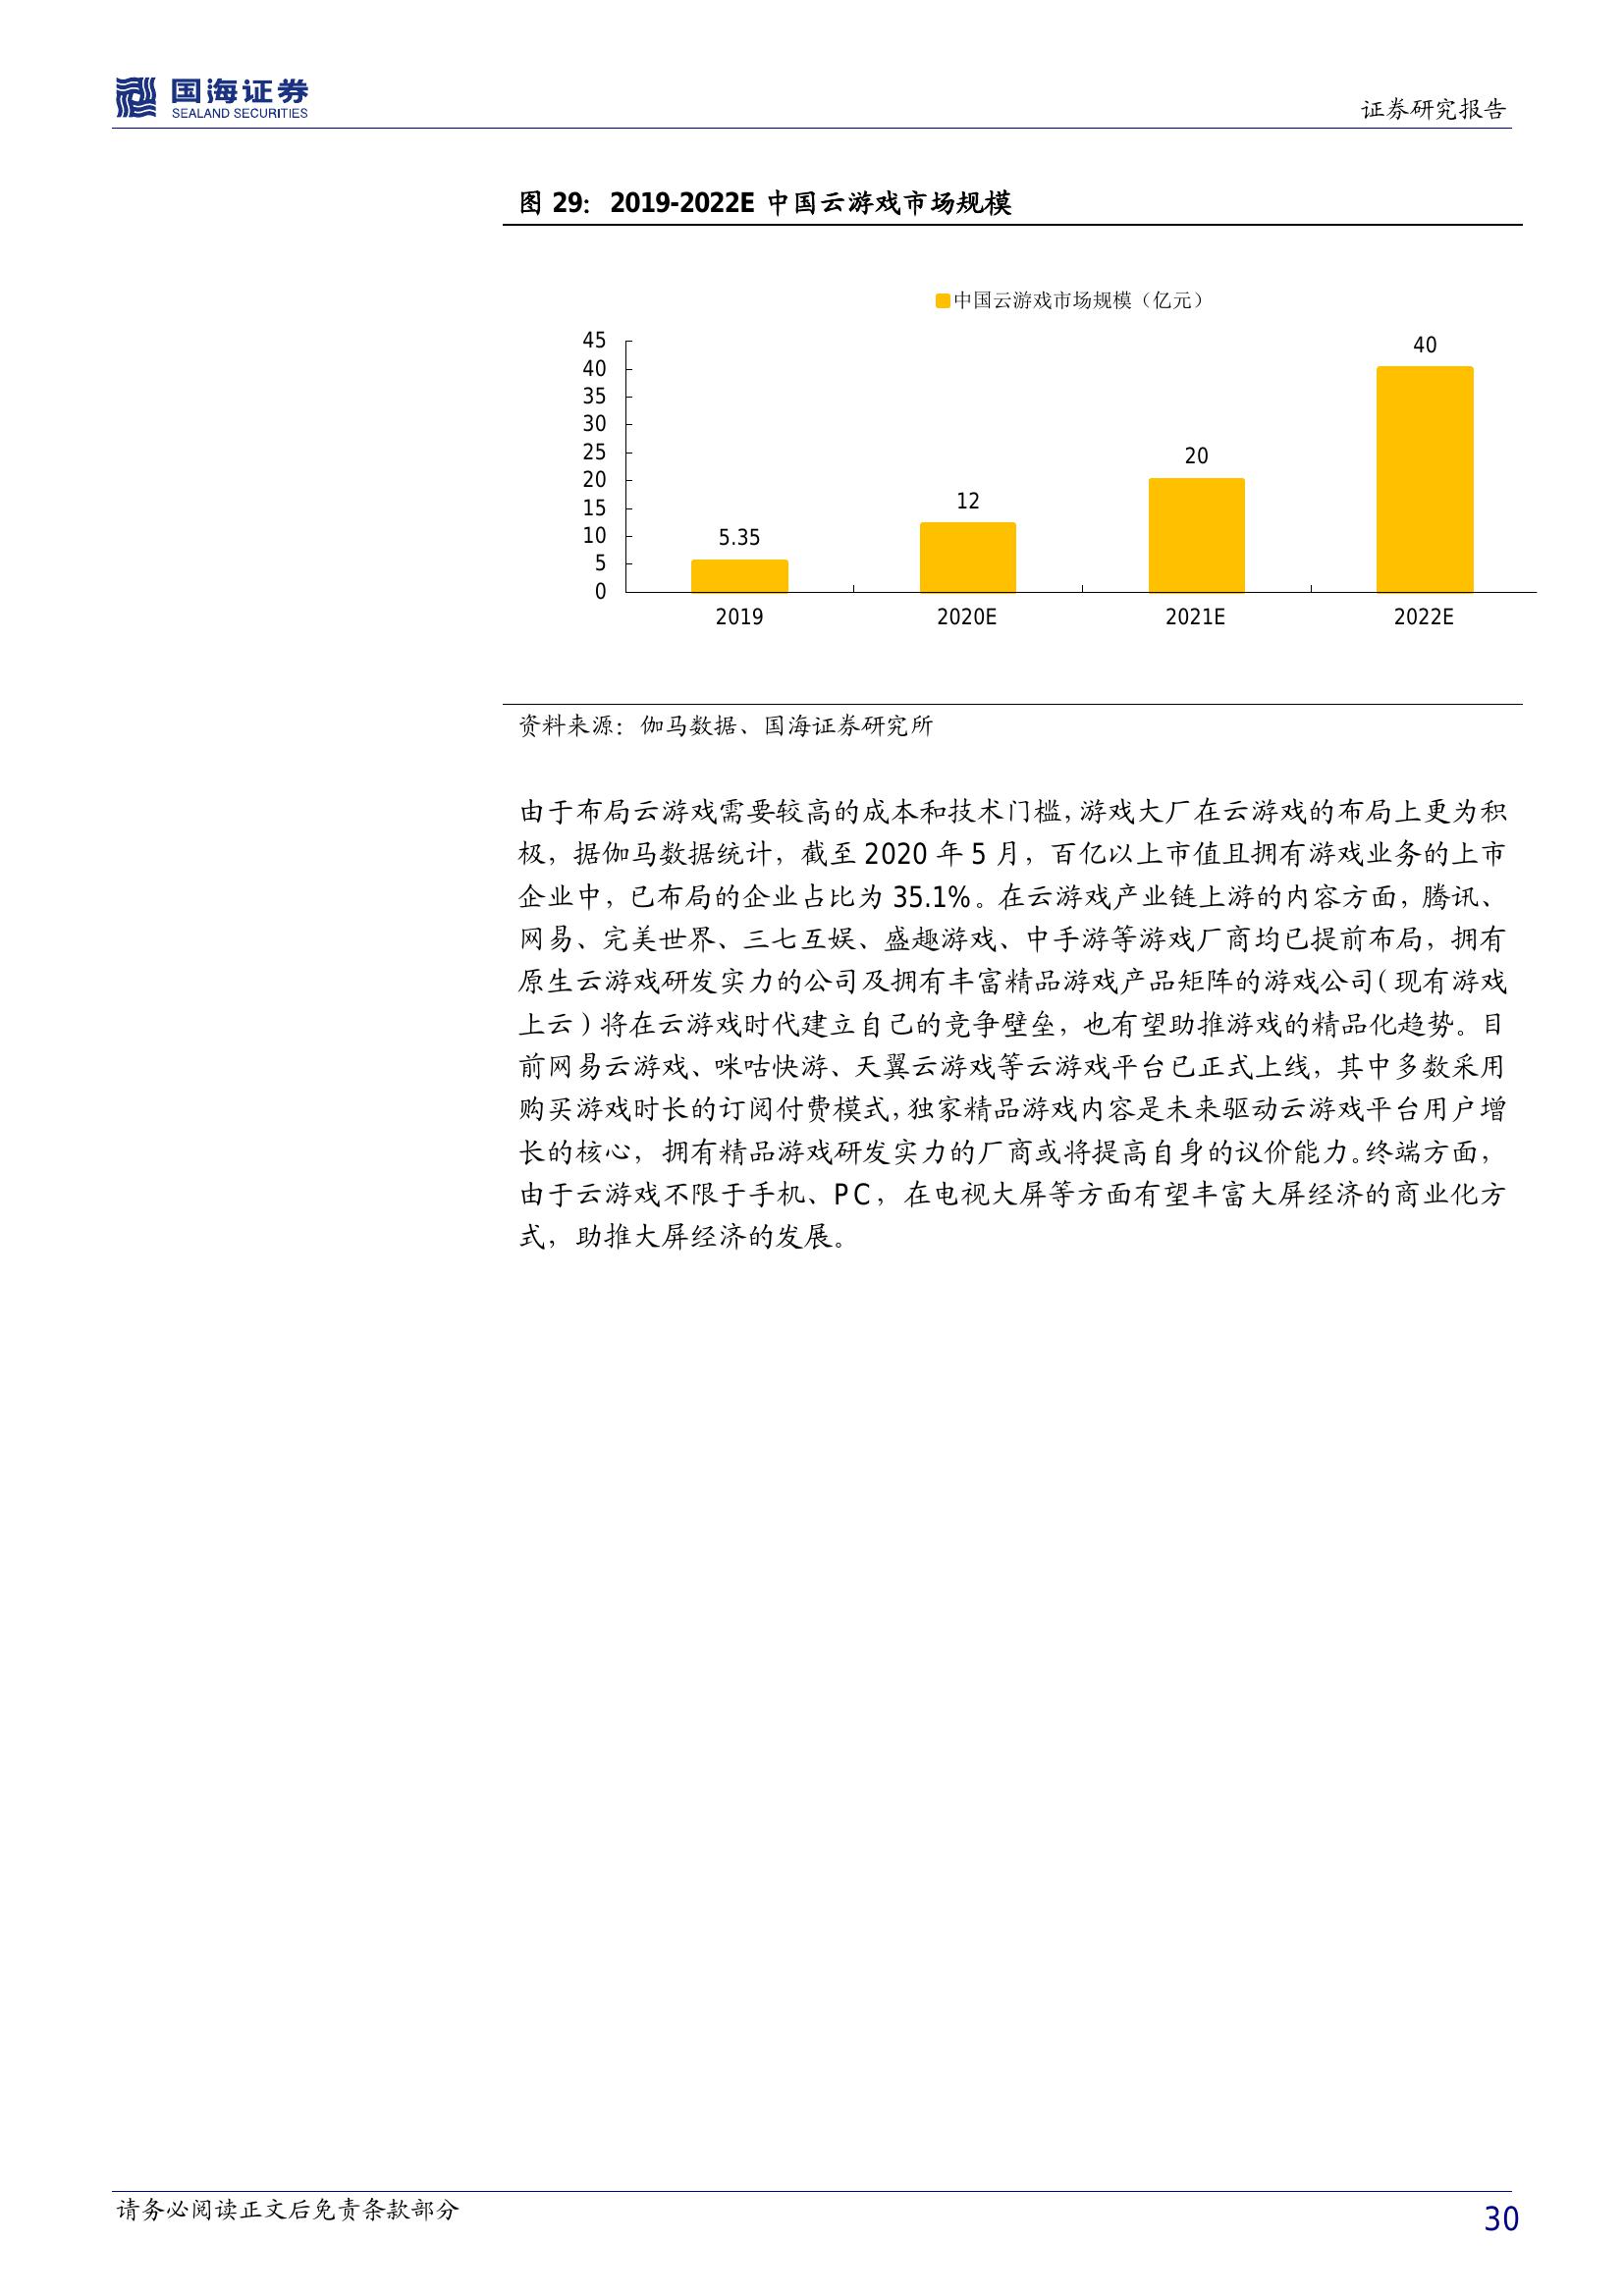 国海证券
SEALAND SECURITIES
证券研究报告
图 29: 2019-2022E 中国云游戏市场规模
中国云游戏市场规模（亿元）
45
40
35
30
25
20
15
10
5
0
5.35
12
20
40
2019
2020E
2021E
2022E
资料来源：伽马数据、国海证券研究所
由于布局云游戏需要较高的成本和技术门槛，游戏大厂在云游戏的布局上更为积
极，据伽马数据统计，截至 2020 年 5 月，百亿以上市值且拥有游戏业务的上市
企业中，已布局的企业占比为 35.1%。在云游戏产业链上游的内容方面，腾讯、
网易、完美世界、三七互娱、盛趣游戏、中手游等游戏厂商均已提前布局，拥有
原生云游戏研发实力的公司及拥有丰富精品游戏产品矩阵的游戏公司（现有游戏
上云）将在云游戏时代建立自己的竞争壁垒，也有望助推游戏的精品化趋势。目
前网易云游戏、咪咕快游、天翼云游戏等云游戏平台已正式上线，其中多数采用
购买游戏时长的订阅付费模式，独家精品游戏内容是未来驱动云游戏平台用户增
长的核心，拥有精品游戏研发实力的厂商或将提高自身的议价能力。终端方面，
由于云游戏不限于手机、PC，在电视大屏等方面有望丰富大屏经济的商业化方
式，助推大屏经济的发展。
请务必阅读正文后免责条款部分
30